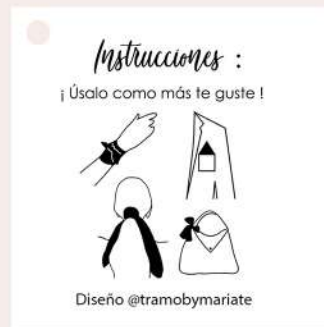 Instrucciones :
¡ Úsalo como más te guste !
Diseño @tramobymariate